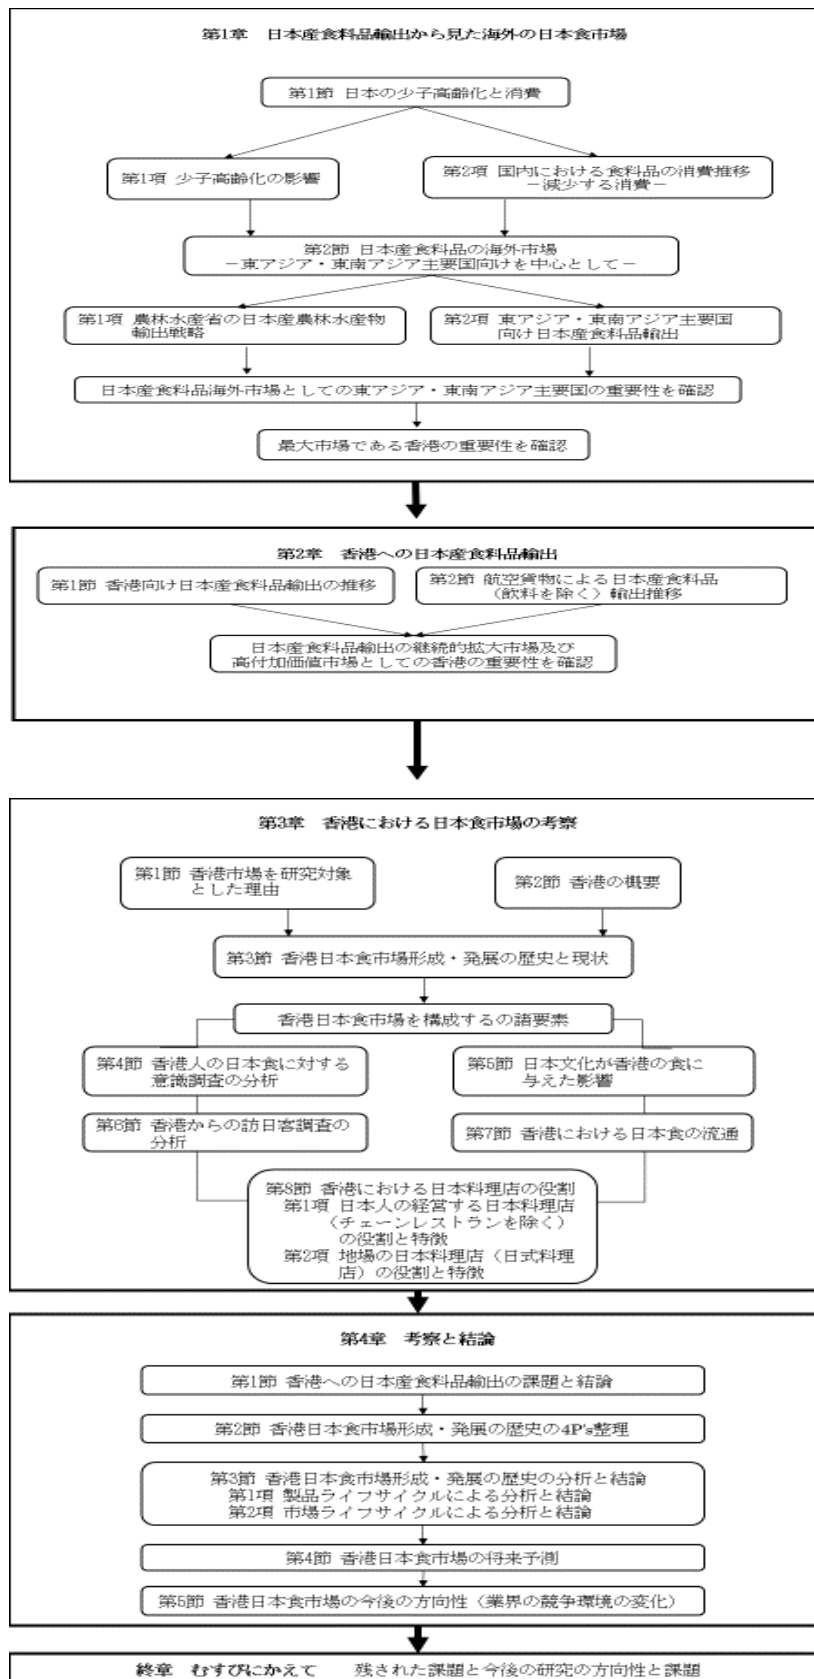 第1章　日本産食料品輸出から見た海外の日本食市場
第1節 日本の少子高齢化と消費
第1項 少子高齢化の影響
第2項 国内における食料品の消費推移
－減少する消費－
第2節 日本産食料品の海外市場
－東アジア・東南アジア主要国向けを中心として－
第1項 農林水産省の日本産農林水産物
輸出戦略
第2項 東アジア・東南アジア主要国
向け日本産食料品輸出
日本産食料品海外市場としての東アジア・東南アジア主要国の重要性を確認
最大市場である香港の重要性を確認
第2章　香港への日本産食料品輸出
第1節 香港向け日本産食料品輸出の推移
第2節 航空貨物による日本産食料品
（飲料を除く）輸出推移
日本産食料品輸出の継続的拡大市場及び
高付加価値市場としての香港の重要性を確認
第3章　香港における日本食市場の考察
第1節 香港市場を研究対象
とした理由
第2節 香港の概要
第3節 香港日本食市場形成・発展の歴史と現状
香港日本食市場を構成するの諸要素
第4節 香港人の日本食に対する
意識調査の分析
第5節 日本文化が香港の食に
与えた影響
第6節 香港からの訪日客調査の
分析
第7節 香港における日本食の流通
第8節 香港における日本料理店の役割
第1項 日本人の経営する日本料理店
（チェーンレストランを除く）
の役割と特徴
第2項 地場の日本料理店（日式料理
店）の役割と特徴
第4章　考察と結論
第1節 香港への日本産食料品輸出の課題と結論
第2節 香港日本食市場形成・発展の歴史の4P's整理
第3節 香港日本食市場形成・発展の歴史の分析と結論
第1項 製品ライフサイクルによる分析と結論
第2項 市場ライフサイクルによる分析と結論
第4節 香港日本食市場の将来予測
第5節 香港日本食市場の今後の方向性（業界の競争環境の変化）
終章　むすびにかえて　　残された課題と今後の研究の方向性と課題